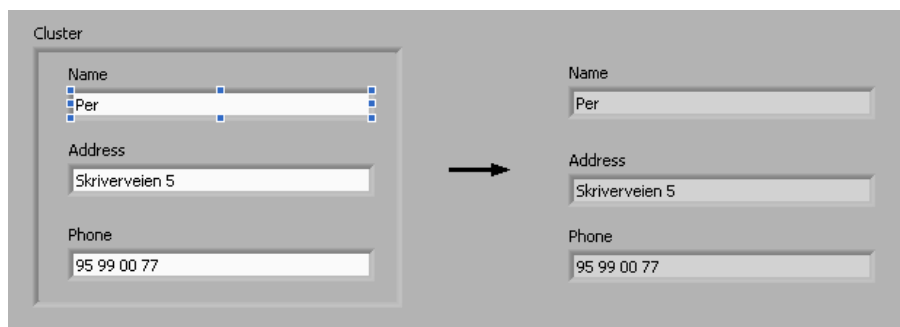 Cluster
Name
Per
Address
Skriverveien 5
Phone
95 99 00 77
Name
Per
Address
Skriverveien 5
Phone
95 99 00 77